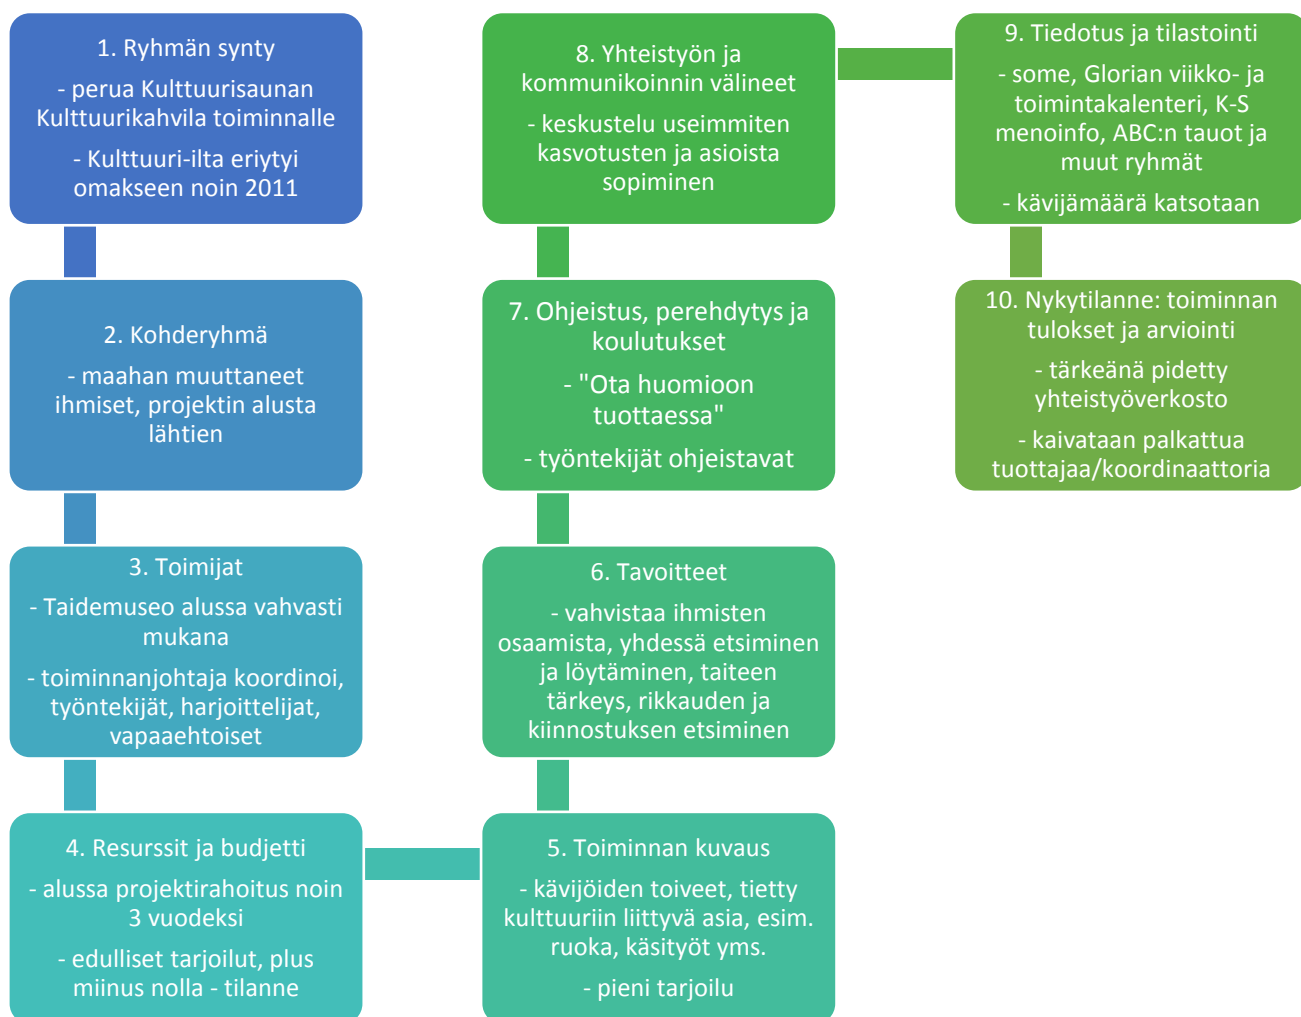 1. Ryhmän synty
- perua Kulttuurisaunan
Kulttuurikahvila toiminnalle
- Kulttuuri-ilta eriytyi
omakseen noin 2011
2. Kohderyhmä
- maahan muuttaneet
ihmiset, projektin alusta
lähtien
3. Toimijat
- Taidemuseo alussa vahvasti
mukana
- toiminnanjohtaja koordinoi,
työntekijät, harjoittelijat,
vapaaehtoiset
4. Resurssit ja budjetti
- alussa projektirahoitus noin
3 vuodeksi
- edulliset tarjoilut, plus
miinus nolla - tilanne
5. Toiminnan kuvaus
- kävijöiden toiveet, tietty
kulttuuriin liittyvä asia, esim.
ruoka, käsityöt yms.
- pieni tarjoilu
6. Tavoitteet
- vahvistaa ihmisten
osaamista, yhdessä etsiminen
ja löytäminen, taiteen
tärkeys, rikkauden ja
kiinnostuksen etsiminen
7. Ohjeistus, perehdytys ja
koulutukset
- "Ota huomioon
tuottaessa"
- työntekijät ohjeistavat
8. Yhteistyön ja
kommunikoinnin välineet
- keskustelu useimmiten
kasvotusten ja asioista
sopiminen
9. Tiedotus ja tilastointi
- some, Glorian viikko- ja
toimintakalenteri, K-S
menoinfo, ABC:n tauot ja
muut ryhmät
- kävijämäärä katsotaan
10. Nykytilanne: toiminnan
tulokset ja arviointi
- tärkeänä pidetty
yhteistyöverkosto
- kaivataan palkattua
tuottajaa/koordinaattoria